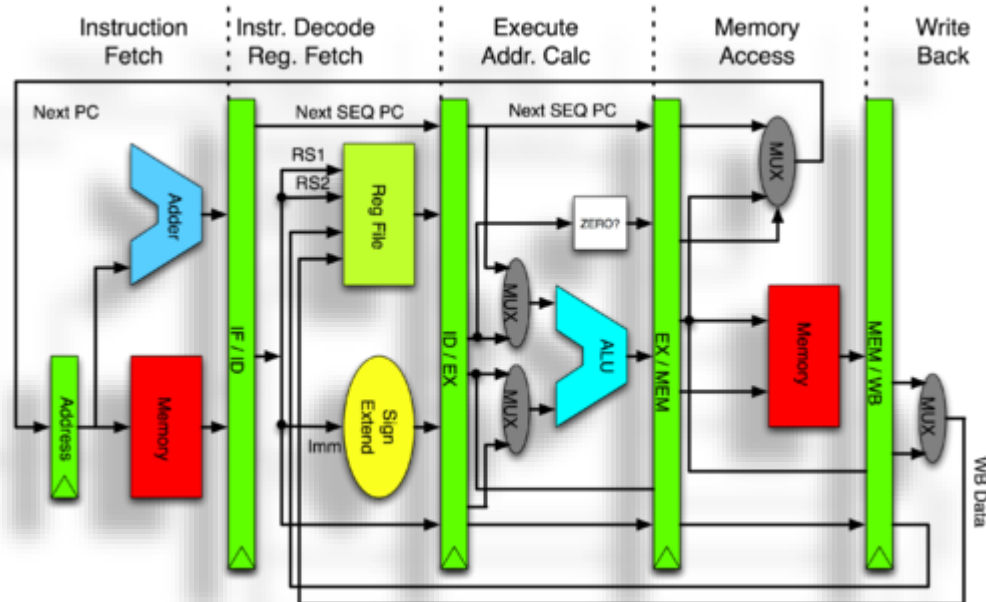 Instruction
Fetch
Instr. Decode
Reg. Fetch
Execute
Addr. Calc
Memory
Access
Write
Back
Next PC
Next SEQ PC
Next SEQ PC
RS1
RS2
Adder
Reg File
ZERO?
MUX
MUX
MUX
ALU
IF / ID
ID / EX
EX / MEM
MEM / WB
Address
Memory
Sign
Extend
Imm
Memory
MUX
WB Data